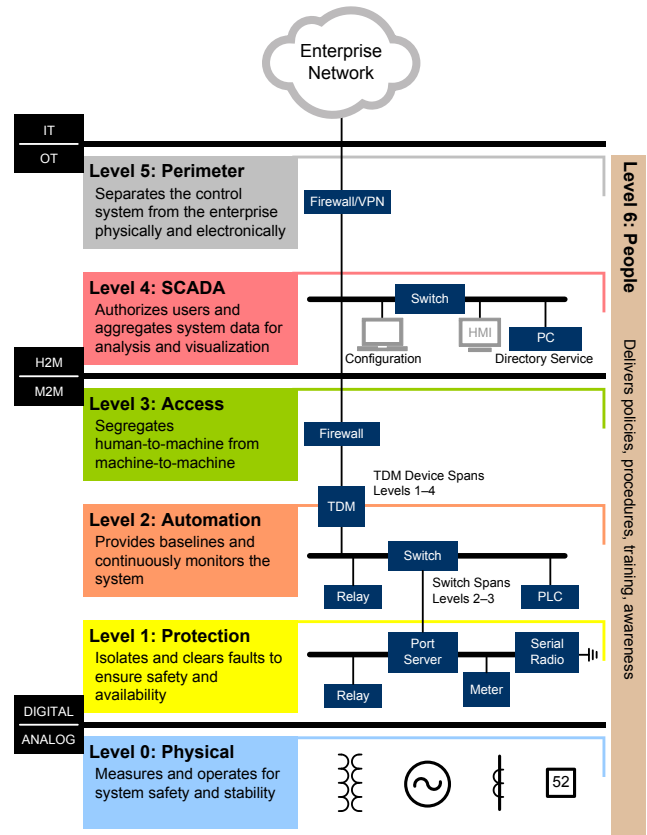 Enterprise
Network
IT
OT
Level 5: Perimeter
Separates the control
system from the enterprise
physically and electronically
Firewall/VPN
Level 4: SCADA
Authorizes users and
aggregates system data for
analysis and visualization
Switch
HMI
PC
Configuration
Directory Service
H2M
M2M
Level 3: Access
Segregates
human-to-machine from
machine-to-machine
Firewall
TDM Device Spans
Levels 1–4
TDM
Level 2: Automation
Provides baselines and
continuously monitors the
system
Switch
Switch Spans
Levels 2–3
Relay
PLC
Level 1: Protection
Isolates and clears faults to
ensure safety and
availability
Port
Server
Serial
Radio
Relay
Meter
DIGITAL
ANALOG
Level 0: Physical
Measures and operates for
system safety and stability
52
Level 6: People
Delivers policies, procedures, training, awareness